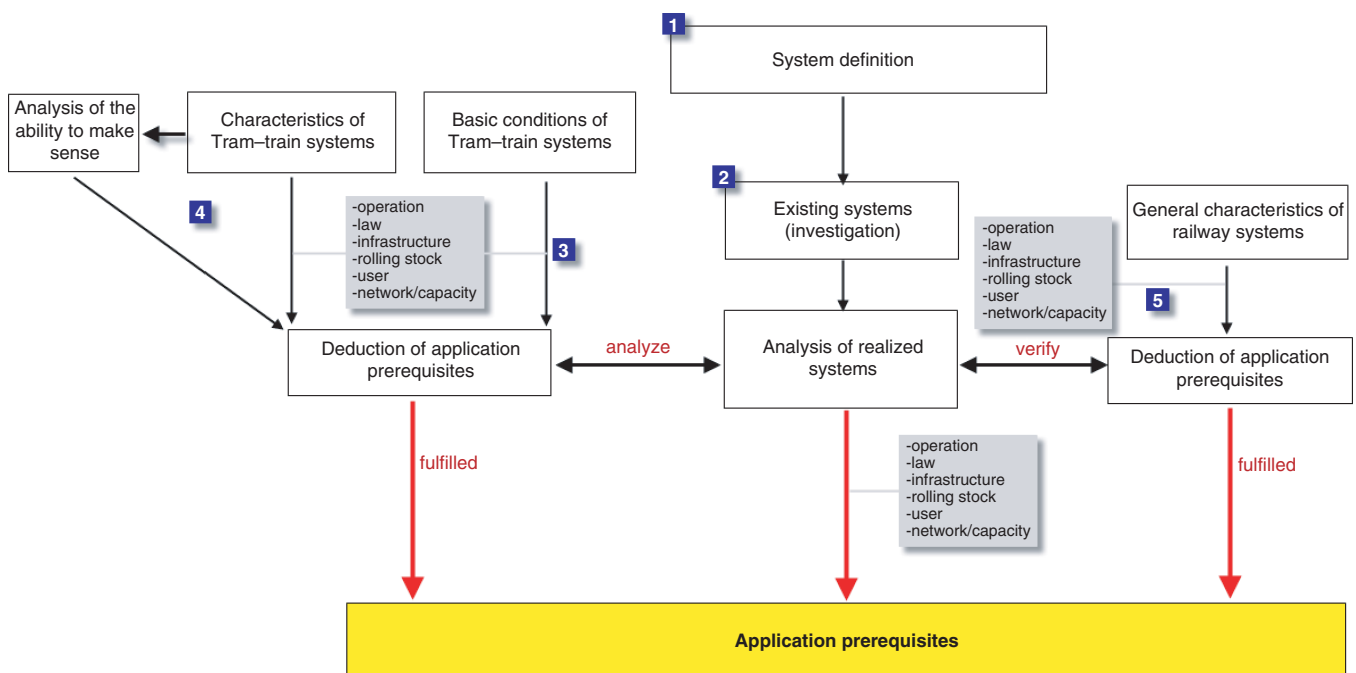 1
System definition
Analysis of the
ability to make
sense
Characteristics of
Tram–train systems
Basic conditions of
Tram–train systems
2
Existing systems
(investigation)
General characteristics of
railway systems
4
-operation
-law
-infrastructure
-rolling stock
-user
-network/capacity
3
-operation
-law
-infrastructure
-rolling stock
-user
-network/capacity
5
Deduction of application
prerequisites
analyze
Analysis of realized
systems
verify
Deduction of application
prerequisites
fulfilled
-operation
-law
-infrastructure
-rolling stock
-user
-network/capacity
fulfilled
Application prerequisites